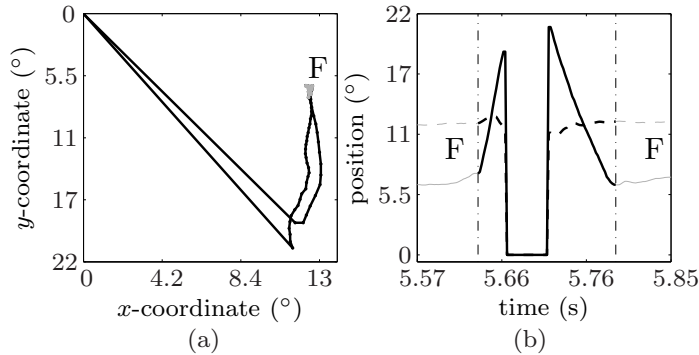 0
5.5
11
17
22
y-coordinate (°)
F
0
4.2
8.4
13
x-coordinate (°)
(a)
22
17
11
5.5
0
position (°)
F
F
5.57
5.66
5.76
5.85
time (s)
(b)